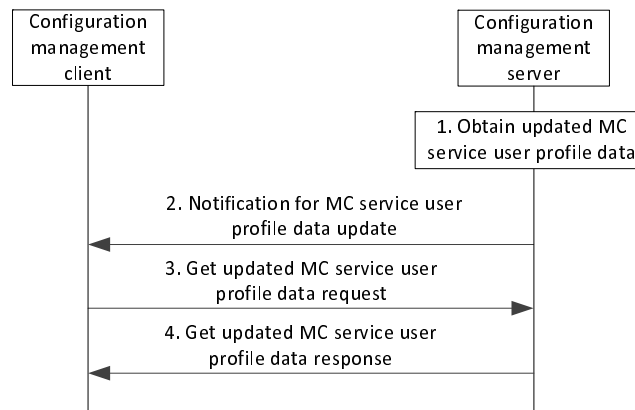 Configuration
management
client
Configuration
management
server
1. Obtain updated MC
service user profile data
2. Notification for MC service user
profile data update
3. Get updated MC service user
profile data request
4. Get updated MC service user
profile data response